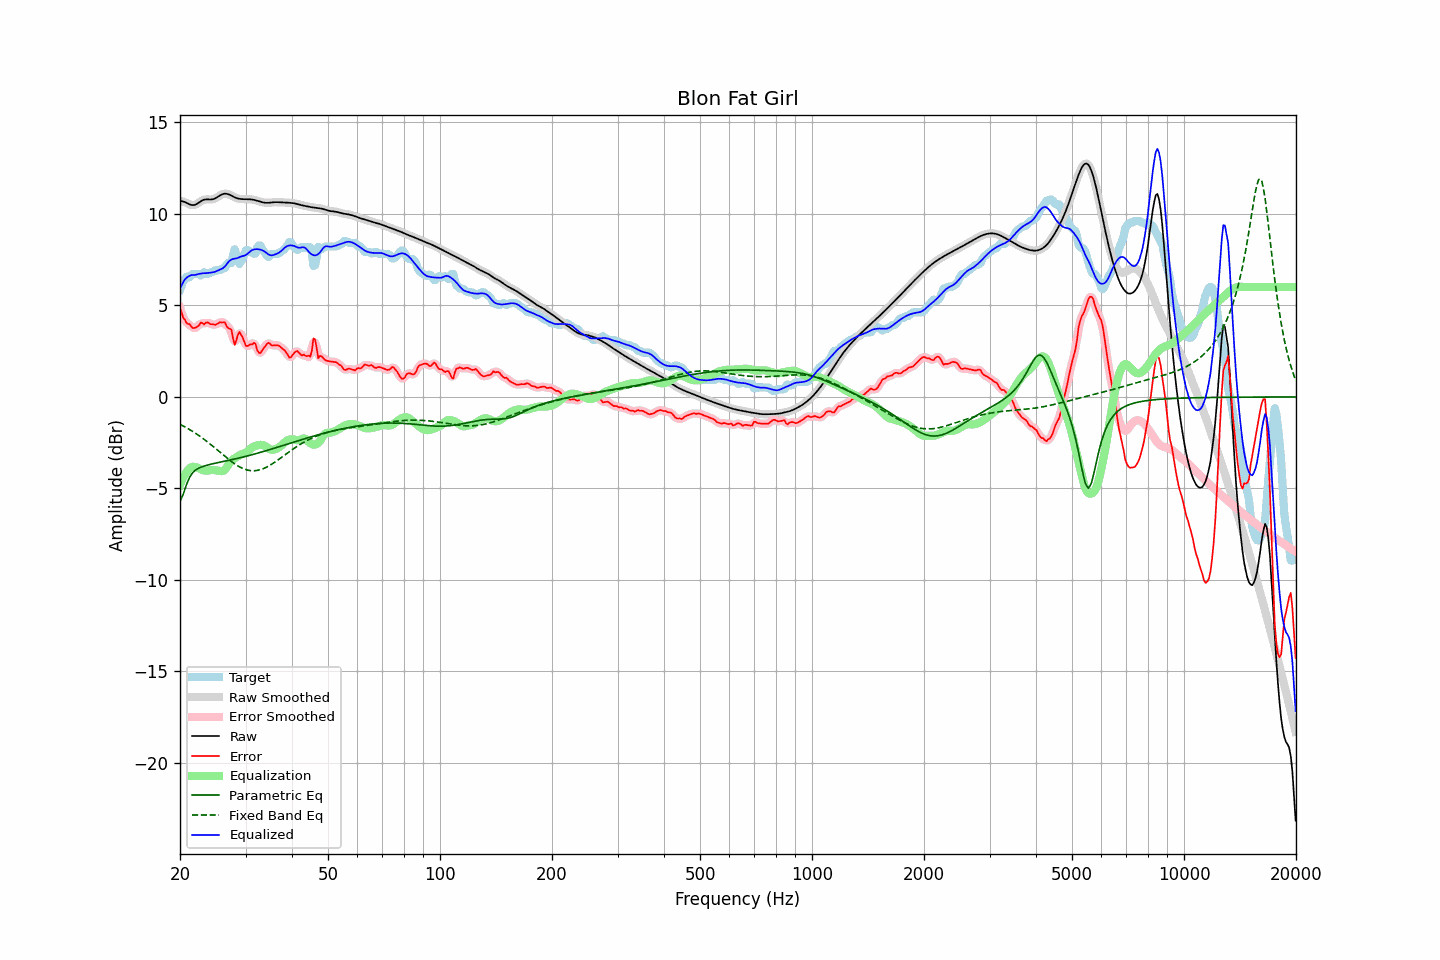 Blon Fat Girl
15
10
5
0
−5
−10
−15
−20
Amplitude (dBr)
Target
Raw Smoothed
Error Smoothed
Raw
Error
Equalization
Parametric Eq
Fixed Band Eq
Equalized
20 50 100 200 500 1000 2000 5000 10000 20000
Frequency (Hz)